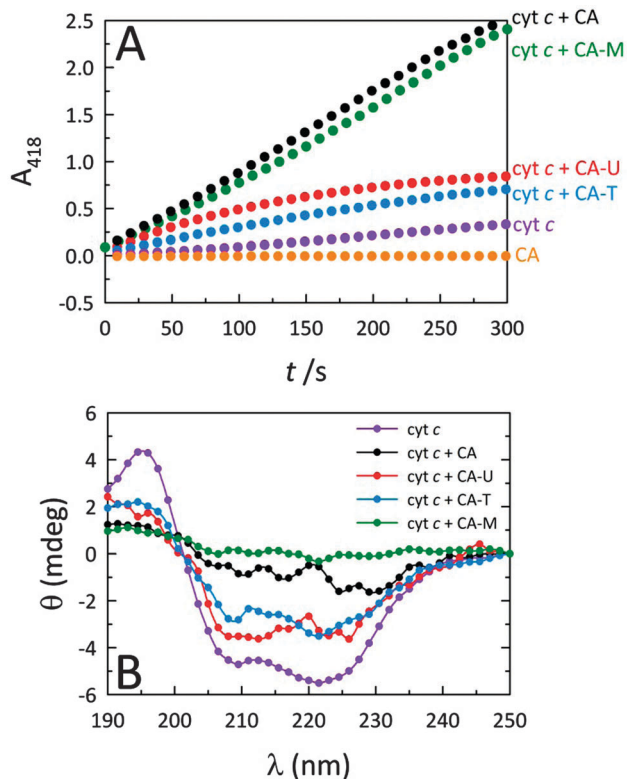 A
2.5
2.0
1.5
1.0
0.5
0.0
-0.5
A418
0 50 100 150 200 250 300
t /s
cyt c + CA
cyt c + CA-M
cyt c + CA-U
cyt c + CA-T
cyt c
CA
6
4
2
0
-2
-4
-6
θ (mdeg)
cyt c
cyt c + CA
cyt c + CA-U
cyt c + CA-T
cyt c + CA-M
B
190 200 210 220 230 240 250
λ (nm)